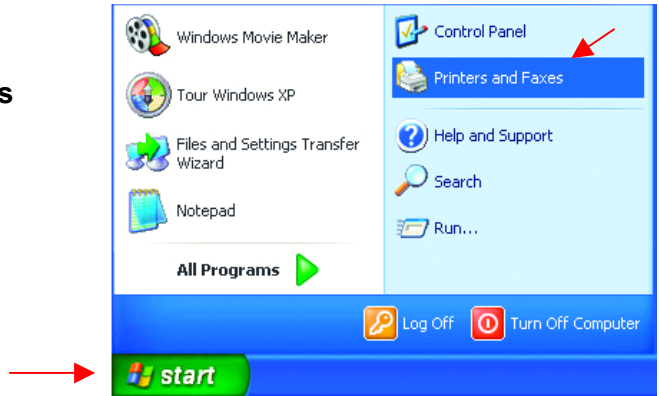 s
Windows Movie Maker
Tour Windows XP
Files and Settings Transfer
Wizard
Notepad
All Programs
Control Panel
Printers and Faxes
Help and Support
Search
Run...
Log Off
Turn Off Computer
start